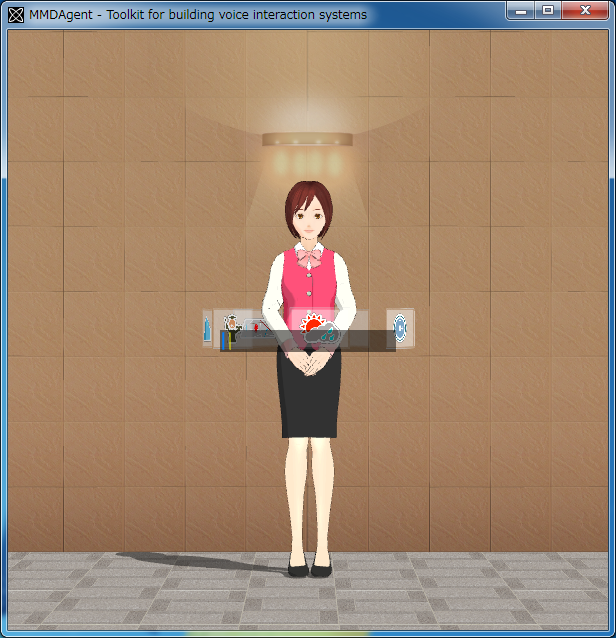 MMDAgent - Toolkit for building voice interaction systems